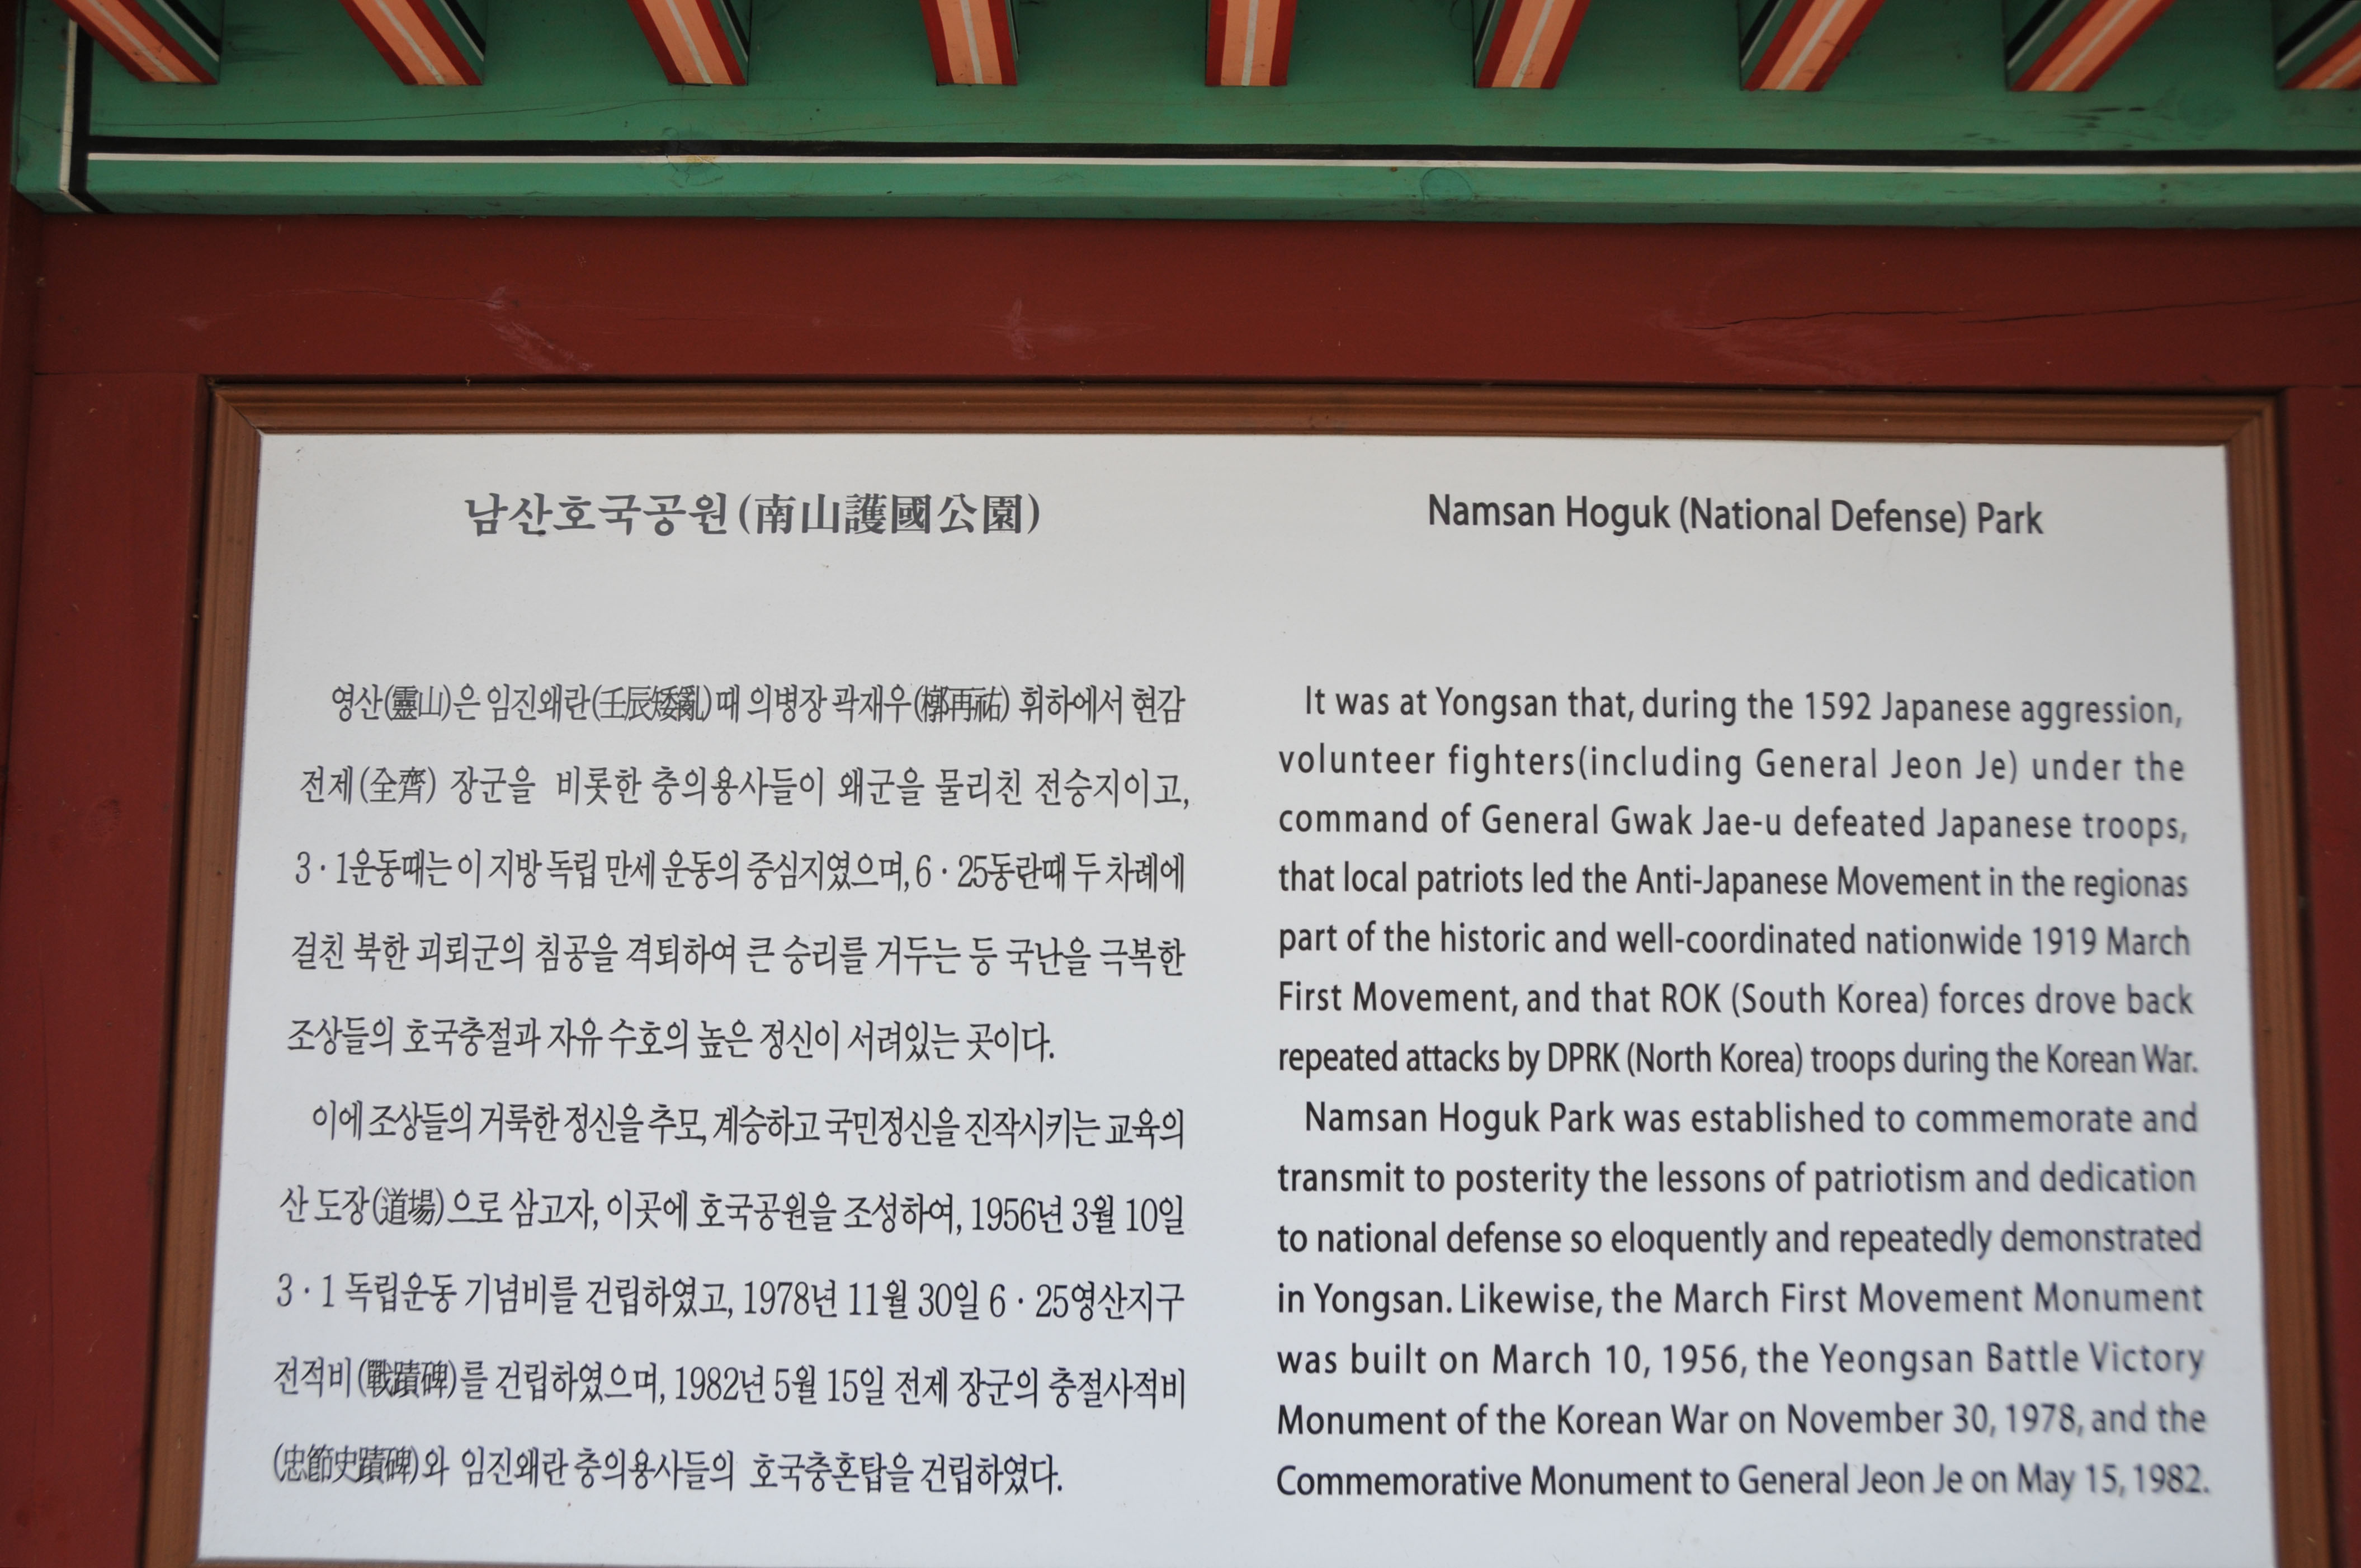 남산호국공원(南山護國公園)
영산(靈山)은 임진왜란(壬辰矮亂)때 의병장 곽재우(槨再祐) 휘하에서 현감
전제(全齊) 장군을 비롯한 충의용사들이 왜군을 물리친 전승지이고,
3·1운동때는 이 지방 독립 만세 운동의 중심지였으며, 6·25동란때 두 차례에
걸친 북한 괴뢰군의 침공을 격퇴하여 큰 승리를 거두는 등 국난을 극복한
조상들의 호국충절과 자유 수호의 높은 정신이 서려있는 곳이다.
이에 조상들의 거룩한 정신을 추모, 계승하고 국민정신을 진작시키는 교육의
산 도장(道場)으로 삼고자, 이곳에 호국공원을 조성하여, 1956년 3월 10일
3·1 독립운동 기념비를 건립하였고, 1978년 11월 30일 6·25영산지구
전적비(戰蹟碑)를 건립하였으며, 1982년 5월 15일 전제 장군의 충절사적비
(忠節史蹟碑)와 임진왜란 충의용사들의 호국충혼탑을 건립하였다.
Namsan Hoguk (National Defense) Park
It was at Yongsan that, during the 1592 Japanese aggression,
volunteer fighters(including General Jeon Je) under the
command of General Gwak Jae-u defeated Japanese troops,
that local patriots led the Anti-Japanese Movement in the regionas
part of the historic and well-coordinated nationwide 1919 March
First Movement, and that ROK (South Korea) forces drove back
repeated attacks by DPRK (North Korea) troops during the Korean War.
Namsan Hoguk Park was established to commemorate and
transmit to posterity the lessons of patriotism and dedication
to national defense so eloquently and repeatedly demonstrated
in Yongsan. Likewise, the March First Movement Monument
was built on March 10, 1956, the Yeongsan Battle Victory
Monument of the Korean War on November 30, 1978, and the
Commemorative Monument to General Jeon Je on May 15, 1982.